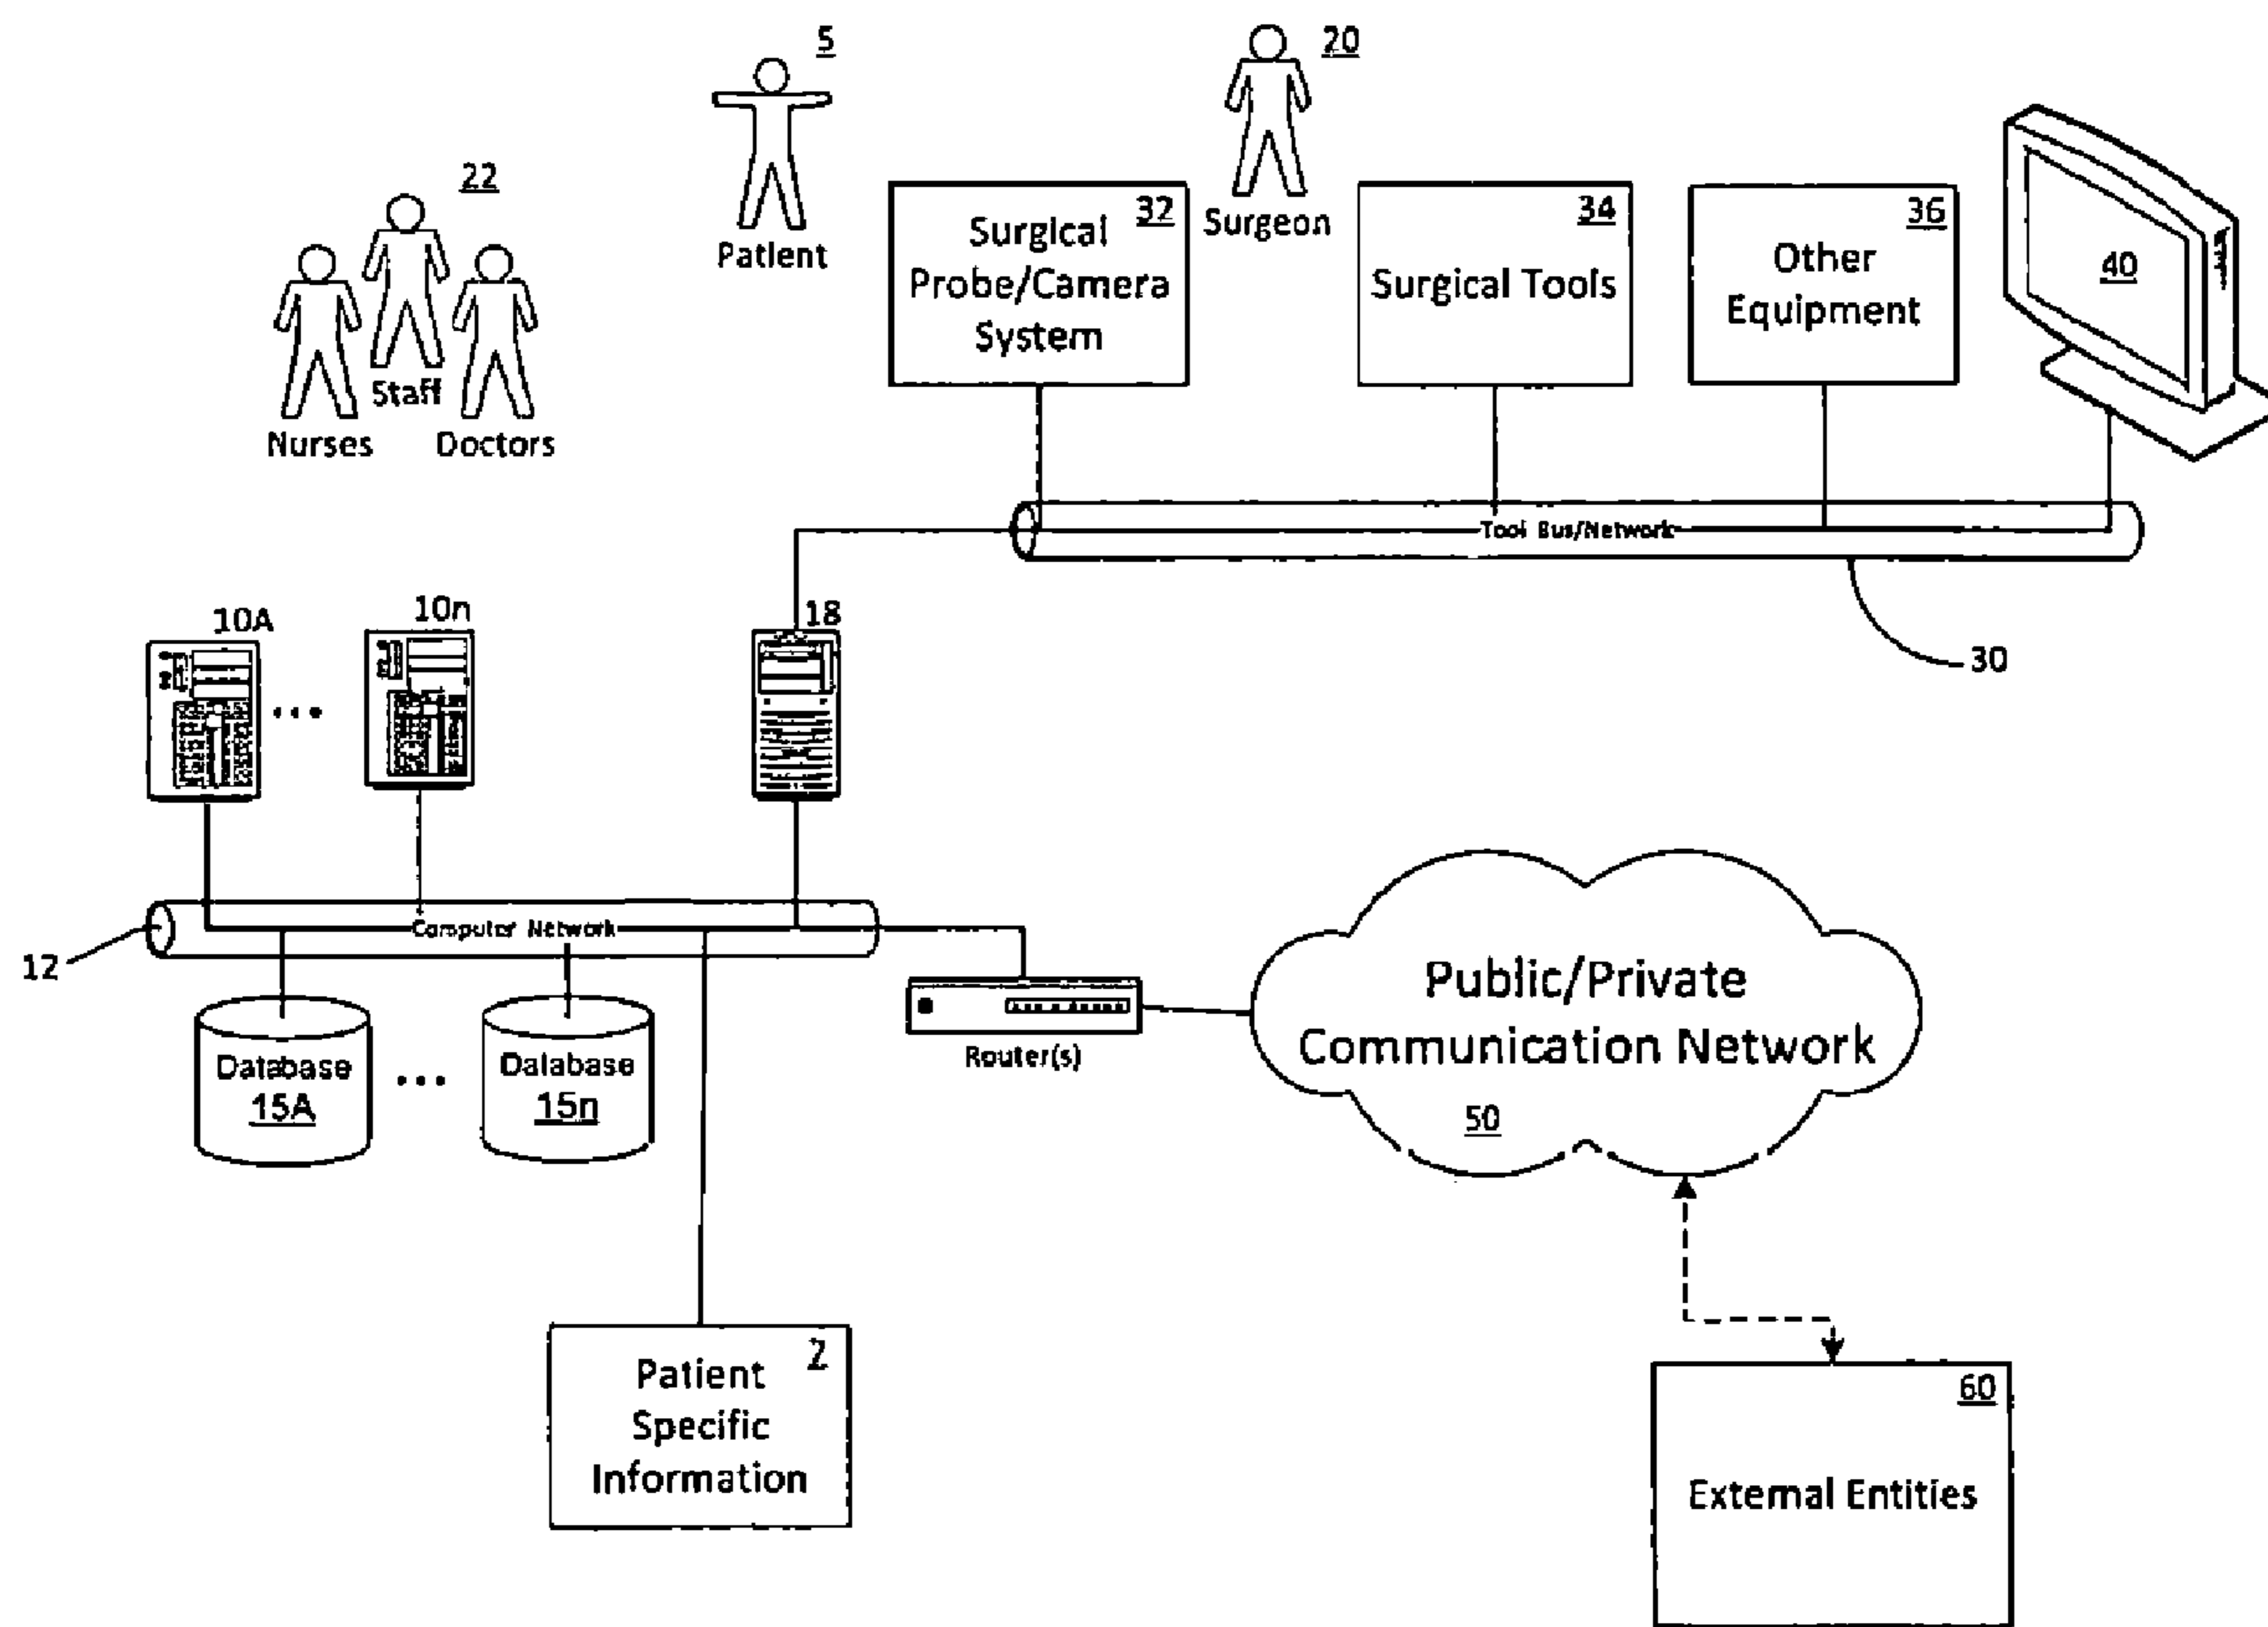 5
20
22
Patient
Surgeon
Staff
Nurses
Doctors
32
Surgical
Probe/Camera
System
34
Surgical Tools
36
Other
Equipment
40
Tool Bus/Network
30
10A
10n
18
...
Computer Network
12
Database
15A
...
Database
15n
Router(s)
Public/Private
Communication Network
50
2
Patient
Specific
Information
60
External Entities